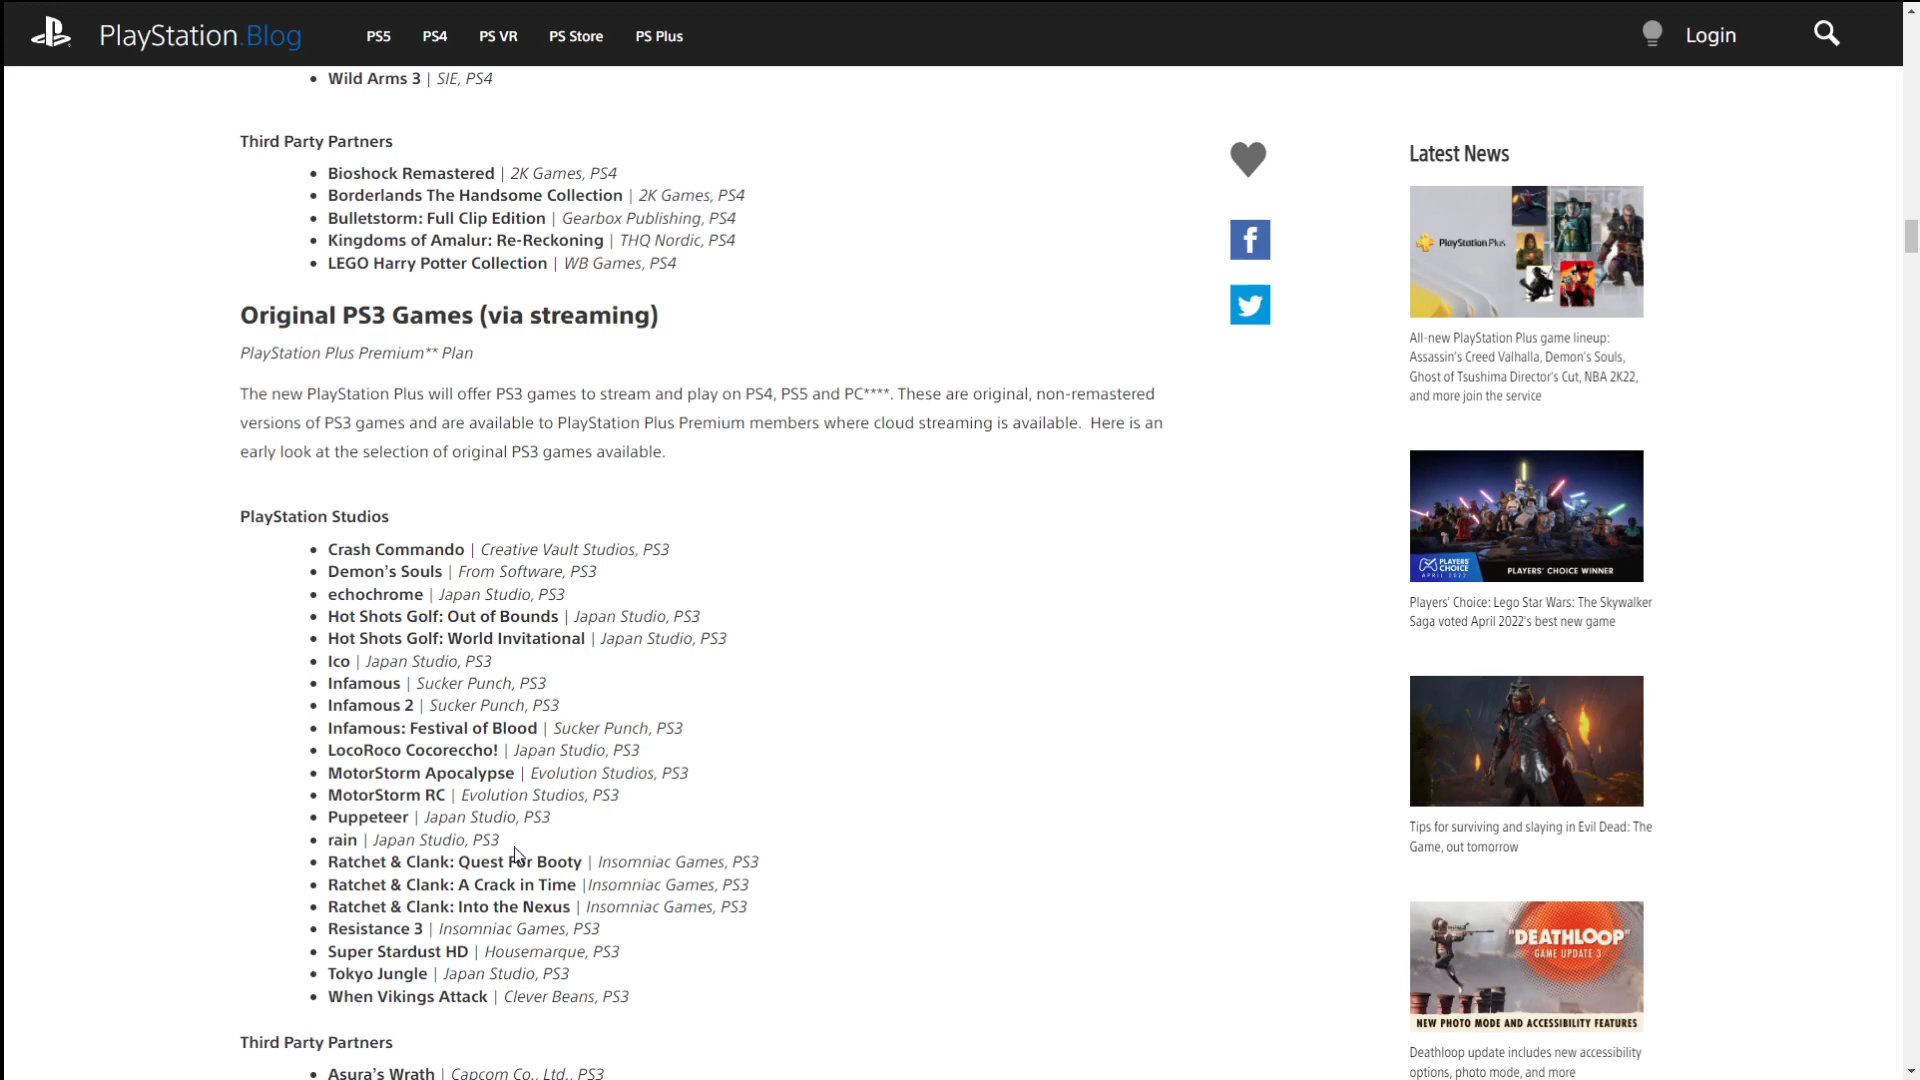 PlayStation.Blog
PS5
PS4
PS VR
PS Store
PS Plus
Login
Wild Arms 3 | SIE, PS4
Third Party Partners
Bioshock Remastered | 2K Games, PS4
Borderlands The Handsome Collection | 2K Games, PS4
Bulletstorm: Full Clip Edition | Gearbox Publishing, PS4
Kingdoms of Amalur: Re-Reckoning | THQ Nordic, PS4
LEGO Harry Potter Collection | WB Games, PS4
Original PS3 Games (via streaming)
PlayStation Plus Premium** Plan
The new PlayStation Plus will offer PS3 games to stream and play on PS4, PS5 and PC****. These are original, non-remastered
versions of PS3 games and are available to PlayStation Plus Premium members where cloud streaming is available. Here is an
early look at the selection of original PS3 games available.
PlayStation Studios
Crash Commando | Creative Vault Studios, PS3
Demon's Souls | From Software, PS3
echochrome | Japan Studio, PS3
Hot Shots Golf: Out of Bounds | Japan Studio, PS3
Hot Shots Golf: World Invitational | Japan Studio, PS3
Ico | Japan Studio, PS3
Infamous | Sucker Punch, PS3
Infamous 2 | Sucker Punch, PS3
Infamous: Festival of Blood | Sucker Punch, PS3
LocoRoco Cocoreccho! | Japan Studio, PS3
MotorStorm Apocalypse | Evolution Studios, PS3
MotorStorm RC | Evolution Studios, PS3
Puppeteer | Japan Studio, PS3
rain | Japan Studio, PS3
Ratchet & Clank: Quest For Booty | Insomniac Games, PS3
Ratchet & Clank: A Crack in Time |Insomniac Games, PS3
Ratchet & Clank: Into the Nexus | Insomniac Games, PS3
Resistance 3 | Insomniac Games, PS3
Super Stardust HD | Housemarque, PS3
Tokyo Jungle | Japan Studio, PS3
When Vikings Attack | Clever Beans, PS3
Third Party Partners
Asura's Wrath | Capcom Co., Ltd., PS3
Latest News
PlayStation.Plus
All-new PlayStation Plus game lineup:
Assassin's Creed Valhalla, Demon's Souls,
Ghost of Tsushima Director's Cut, NBA 2K22,
and more join the service
PLAYERS'
CHOICE
APRIL 2022
PLAYERS' CHOICE WINNER
Players' Choice: Lego Star Wars: The Skywalker
Saga voted April 2022's best new game
Tips for surviving and slaying in Evil Dead: The
Game, out tomorrow
"DEATHLOOP"
GAME UPDATE 3
NEW PHOTO MODE AND ACCESSIBILITY FEATURES
Deathloop update includes new accessibility
options, photo mode, and more